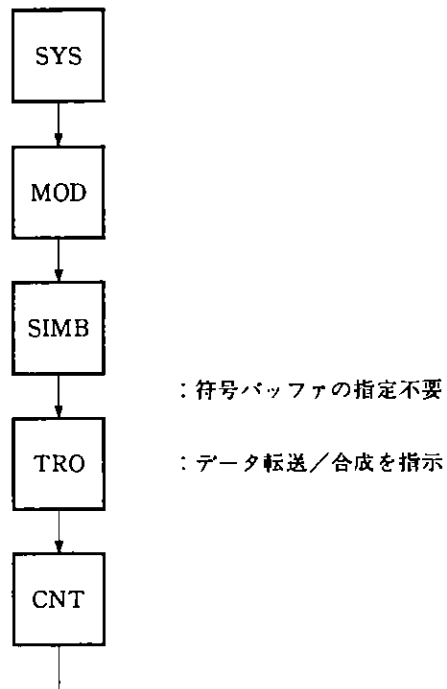 SYS
MOD
SIMB
:符号バッファの指定不要
TRO
:データ転送/合成を指示
CNT